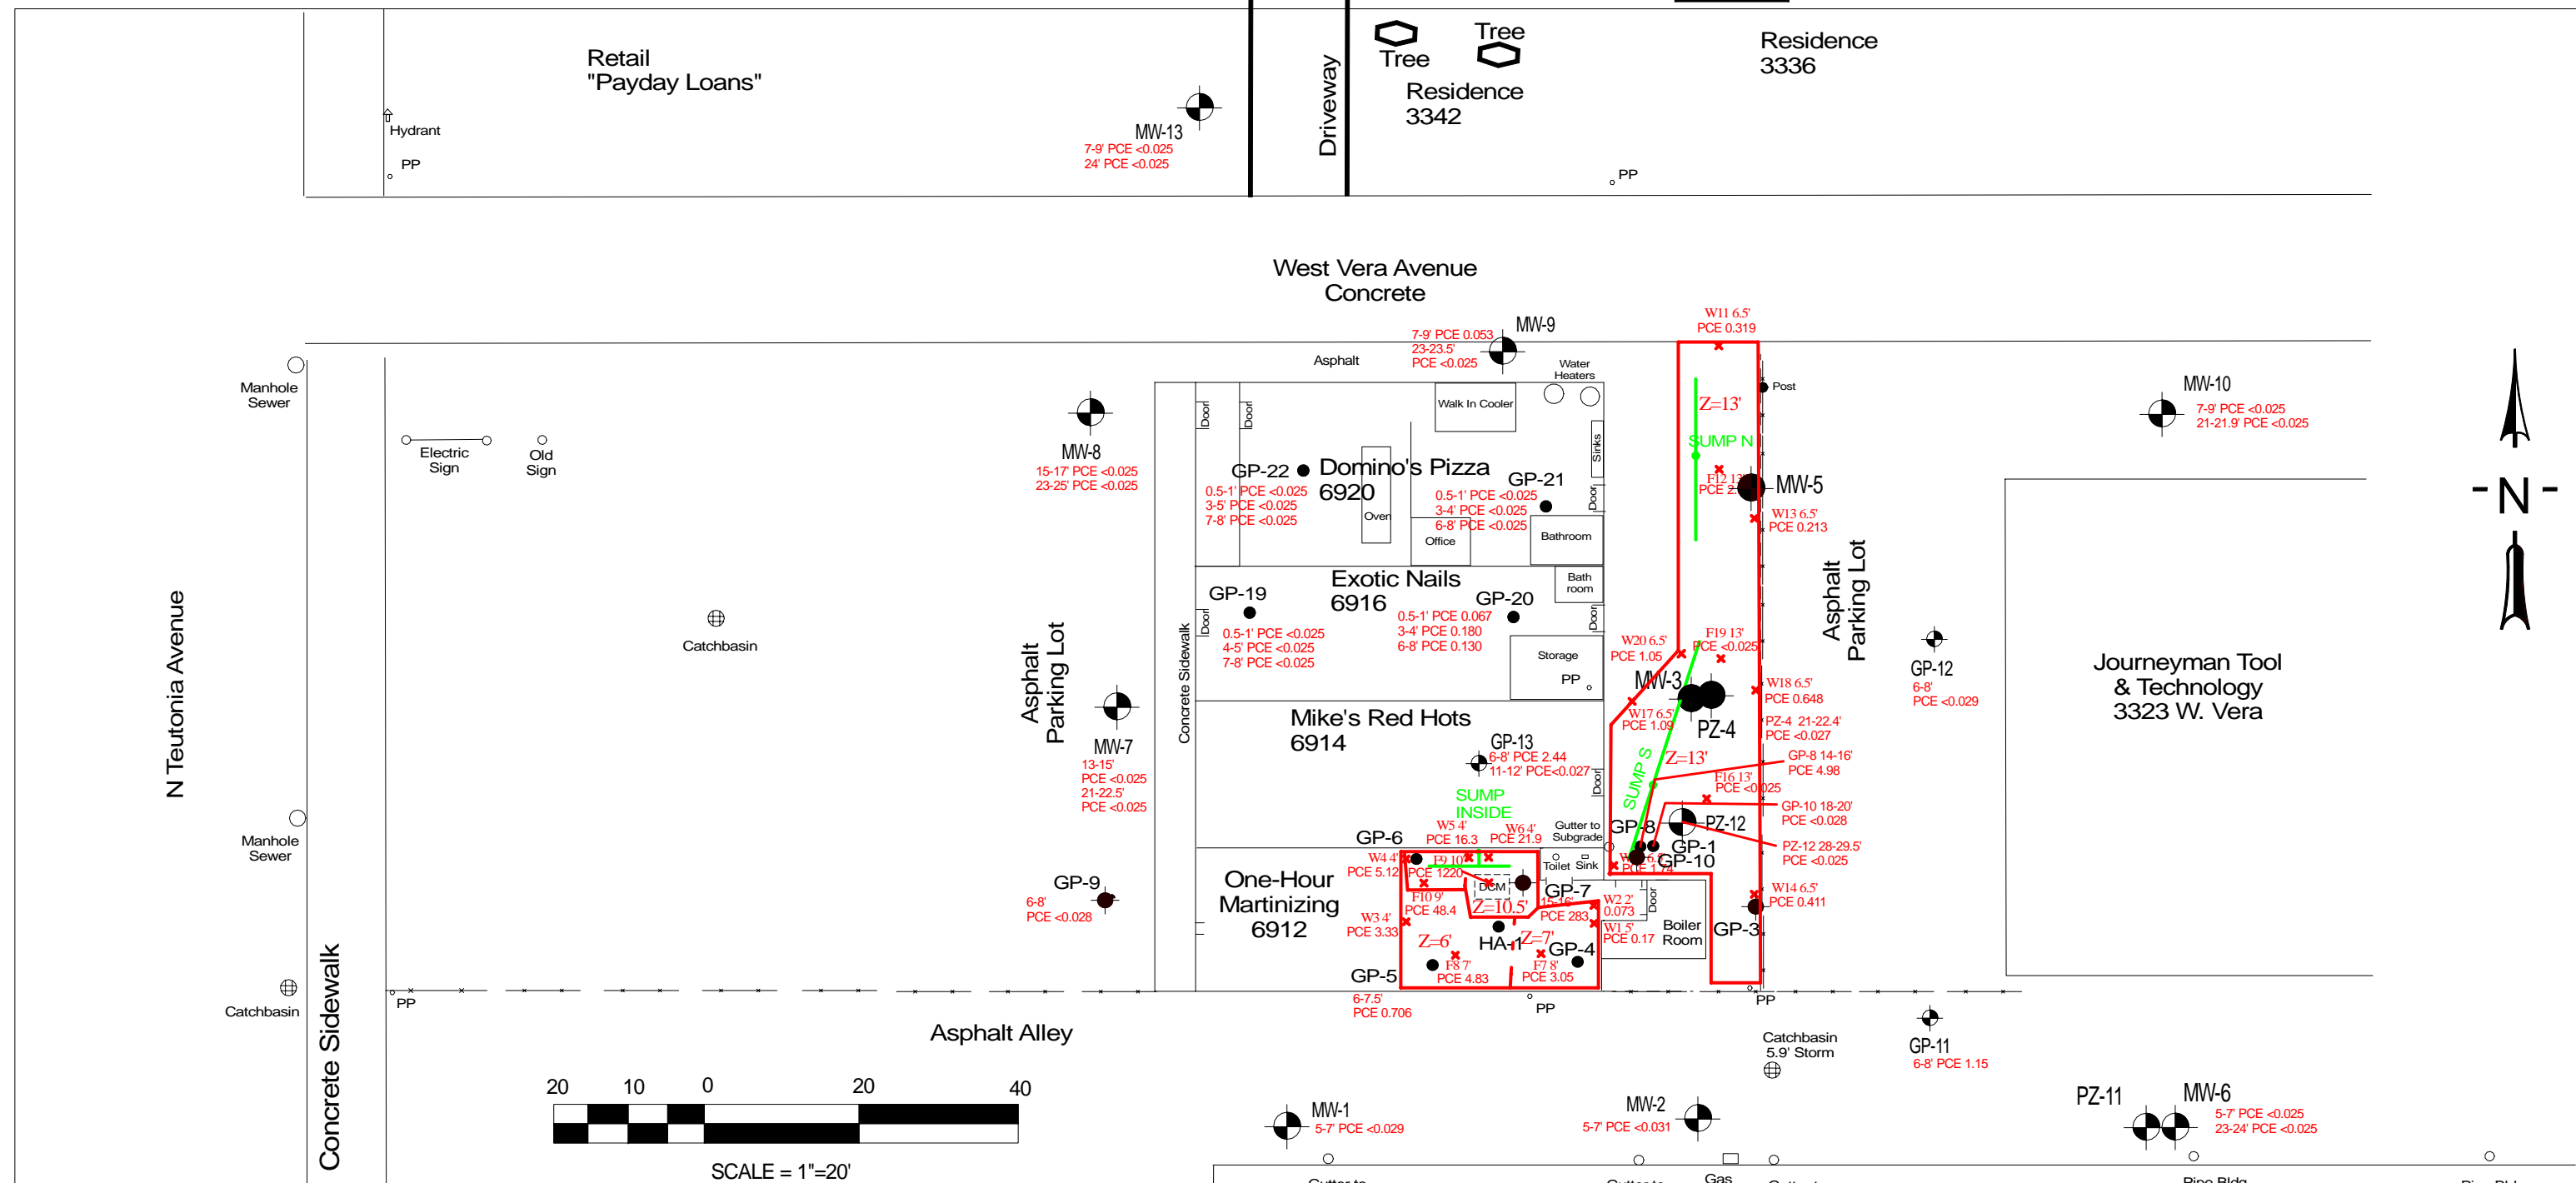 Retail
"Payday Loans"
Hydrant
PP
MW-13
7-9' PCE <0.025
24' PCE <0.025
Driveway
Tree
Tree
Residence
3342
Residence
3336
PP
West Vera Avenue
Concrete
W11 6.5'
PCE 0.319
MW-9
7-9' PCE 0.053
23-23.5'
PCE <0.025
Asphalt
Water
Heaters
Post
Manhole
Sewer
Electric
Sign
Old
Sign
MW-8
15-17' PCE <0.025
23-25' PCE <0.025
Door
Door
Walk In Cooler
Sinks
Z=13'
SUMP N
MW-10
7-9' PCE <0.025
21-21.9' PCE <0.025
N
GP-22
Domino's Pizza
6920
0.5-1' PCE <0.025
3-5' PCE <0.025
7-8' PCE <0.025
Oven
Office
GP-21
0.5-1' PCE <0.025
3-4' PCE <0.025
6-8' PCE <0.025
Door
Bathroom
F12 13'
MW-5
W13 6.5'
PCE 0.213
Asphalt
Parking Lot
Exotic Nails
6916
Bath
room
GP-19
0.5-1' PCE <0.025
4-5' PCE <0.025
7-8' PCE <0.025
Door
GP-20
0.5-1' PCE 0.067
3-4' PCE 0.180
6-8' PCE 0.130
Door
Storage
PP
W20 6.5'
PCE 1.05
F19 13'
PCE <0.025
GP-12
6-8'
PCE <0.029
Journeyman Tool
& Technology
3323 W. Vera
N Teutonia Avenue
Catchbasin
Asphalt
Parking Lot
Concrete Sidewalk
MW-3
W18 6.5'
PCE 0.648
W17 6.5'
PCE 1.09
PZ-4
PZ-4 21-22.4'
PCE <0.027
MW-7
13-15'
PCE <0.025
21-22.5'
PCE <0.025
Mike's Red Hots
6914
GP-13
6-8' PCE 2.44
11-12' PCE<0.027
Door
Z=13'
SUMP S
GP-8 14-16'
PCE 4.98
F16 13'
PCE <0.025
GP-10 18-20'
PCE <0.028
SUMP
INSIDE
Manhole
Sewer
Gutter to
Subgrade
GP-8
PZ-12
GP-1
GP-10
PZ-12 28-29.5'
PCE <0.025
PCE 1.74
GP-6
W5 4'
PCE 16.3
W6 4'
PCE 21.9
W4 4'
PCE 5.12
F9 10'
PCE 1220
Toilet
Sink
DCM
GP-7
15-16'
PCE 283
W2 2'
0.073
W1 5'
PCE 0.17
Door
Boiler
Room
W14 6.5'
PCE 0.411
GP-3
GP-9
6-8'
PCE <0.028
One-Hour
Martinizing
6912
F10 9'
PCE 48.4
Z=10.5'
W3 4'
PCE 3.33
HA-1
Z=6'
Z=7'
GP-4
GP-5
F8 7'
PCE 4.83
F7 8'
PCE 3.05
6-7.5'
PCE 0.706
PP
PP
PP
Catchbasin
Concrete Sidewalk
Asphalt Alley
Catchbasin
5.9' Storm
GP-11
6-8' PCE 1.15
20 10 0 20 40
SCALE = 1"=20'
MW-1
5-7' PCE <0.029
MW-2
5-7' PCE <0.031
PZ-11
MW-6
5-7' PCE <0.025
23-24' PCE <0.025
Gas